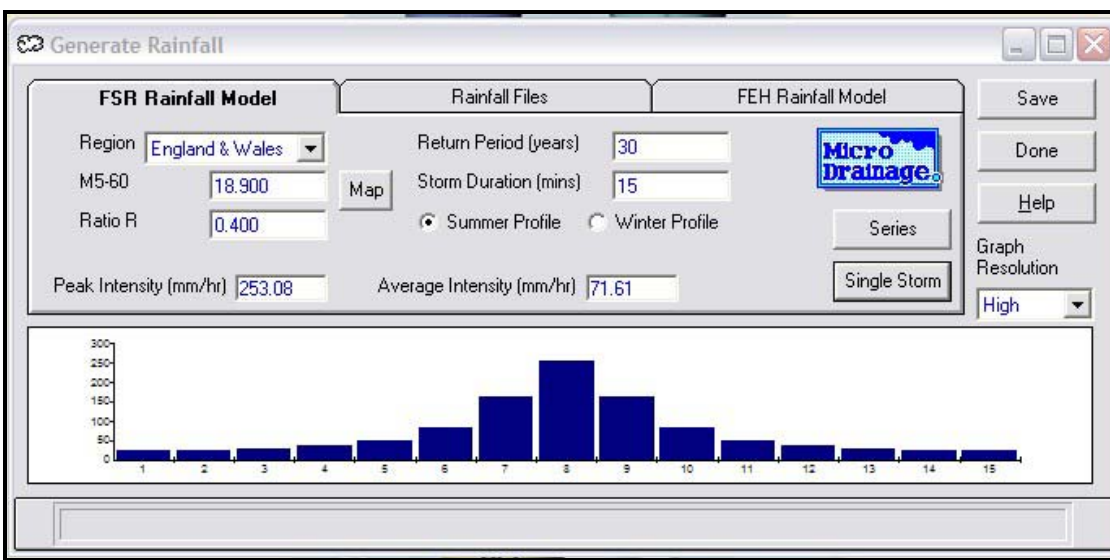 Generate Rainfall
FSR Rainfall Model
Rainfall Files
FEH Rainfall Model
Save
Region England & Wales
Return Period (years) 30
Micro Drainage
Done
M5-60 18.900
Map
Storm Duration (mins) 15
Help
Ratio R 0.400
Summer Profile
Winter Profile
Series
Graph
Resolution
Peak Intensity (mm/hr) 253.08
Average Intensity (mm/hr) 71.61
Single Storm
High
300
250
200
150
100
50
0
1 2 3 4 5 6 7 8 9 10 11 12 13 14 15